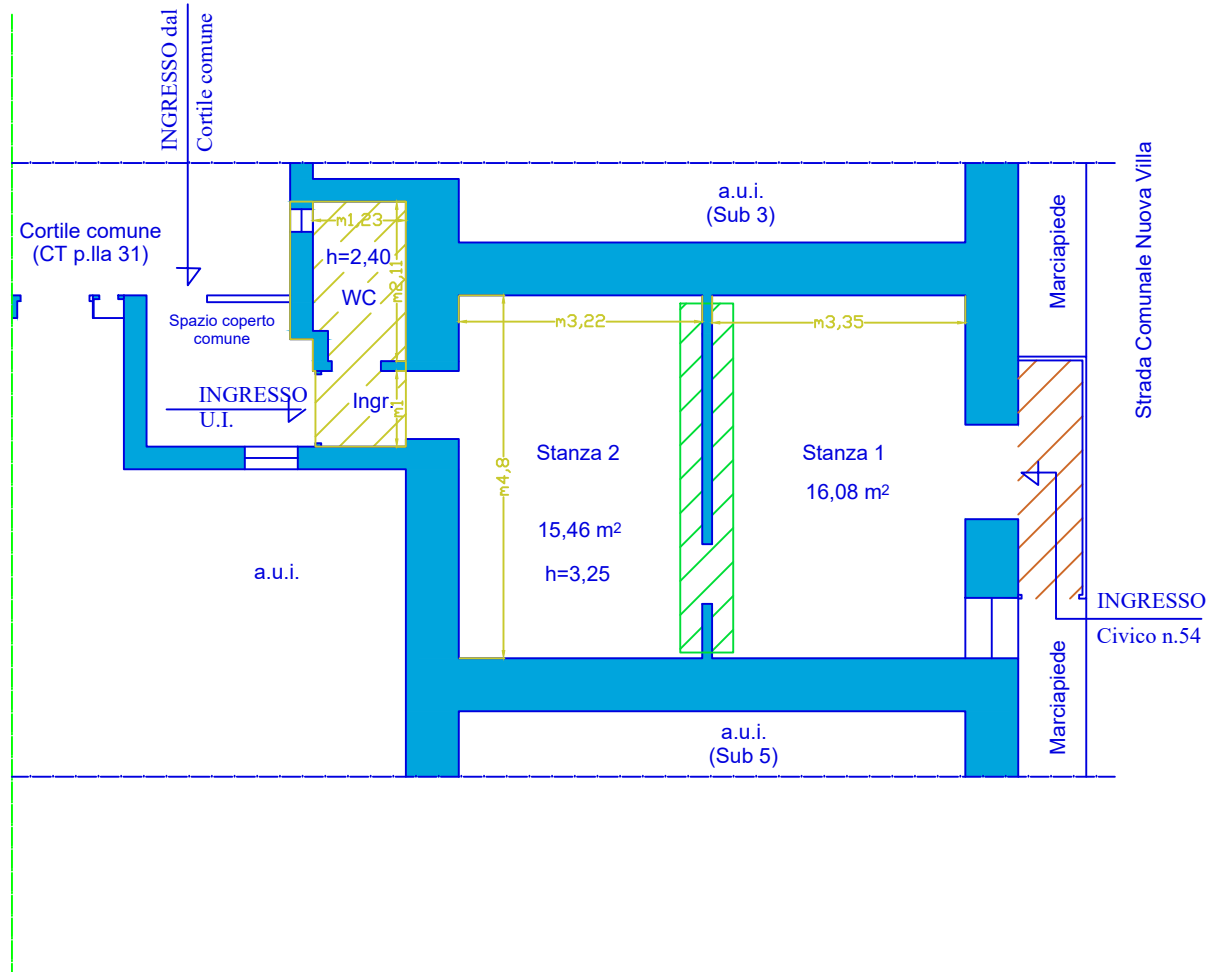 INGRESSO dal
Cortile comune
Cortile comune
(CT p.lla 31)
Spazio coperto
comune
INGRESSO
U.I.
m1,23
h=2,40
m2,11
WC
Ingr.
m1
a.u.i.
(Sub 3)
m3,22
m3,35
m4,8
Stanza 2
15,46 m²
h=3,25
Stanza 1
16,08 m²
a.u.i.
a.u.i.
(Sub 5)
Marciapiede
Strada Comunale Nuova Villa
INGRESSO
Civico n.54
Marciapiede